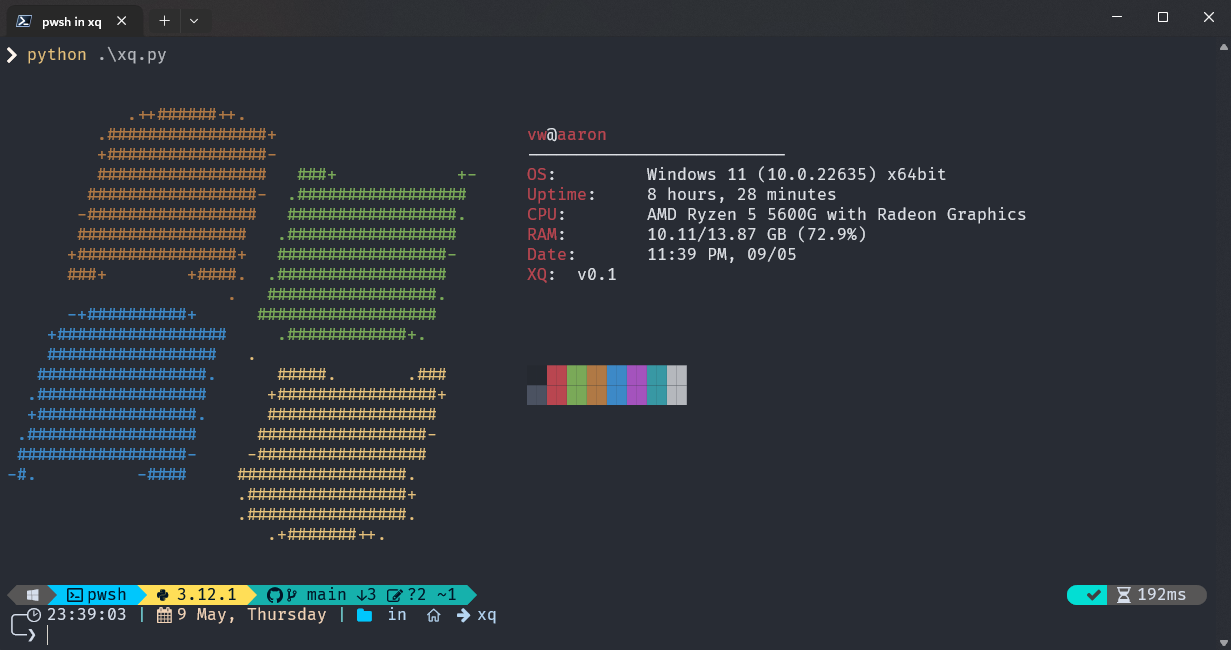 pwsh in xq
python .\xq.py
.++######++.
.################+
+################-
#################   ###+            +-
#################-  .#################
-#################   #################.
#################   .#################
+################+   #################-
###+        +####.  .#################
.   #################.
-+##########+      ##################
+#################     .############+.
#################   .
#################.      #####.       .###
.#################      +################+
+################.      #################
.#################      #################-
#################-     -#################
-#.          -####     #################.
.################+
.################.
.+#######++.
vw@aaron
OS: Windows 11 (10.0.22635) x64bit
Uptime: 8 hours, 28 minutes
CPU: AMD Ryzen 5 5600G with Radeon Graphics
RAM: 10.11/13.87 GB (72.9%)
Date: 11:39 PM, 09/05
XQ: v0.1
pwsh 3.12.1 main ↓3 ?2 ~1 192ms
23:39:03 | 9 May, Thursday | in → xq
❯